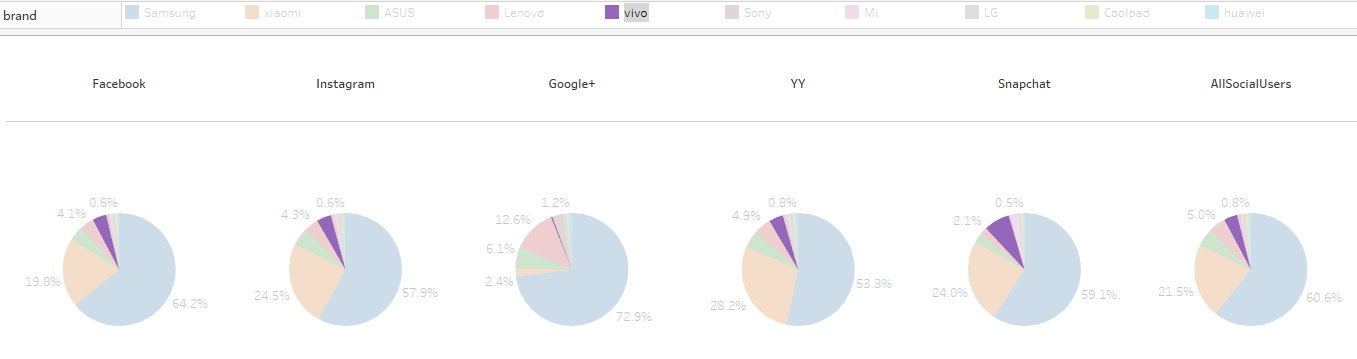 brand Samsung xiaomi ASUS Lenovo vivo Sony Mi LG Coolpad huawei
Facebook Instagram Google+ YY Snapchat AllSocialUsers
0.6% 0.6% 1.2% 0.8% 0.5% 0.8%
4.1% 4.3% 12.6% 4.9% 2.1% 5.0%
6.1%
19.8% 24.5% 2.4% 28.2% 24.0% 21.5%
64.2% 57.9% 72.9% 53.3% 59.1% 60.6%